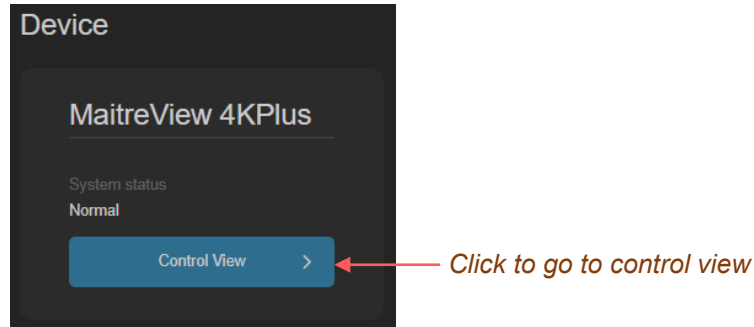 Device
MaitreView 4KPlus
System status
Normal
Control View
Click to go to control view